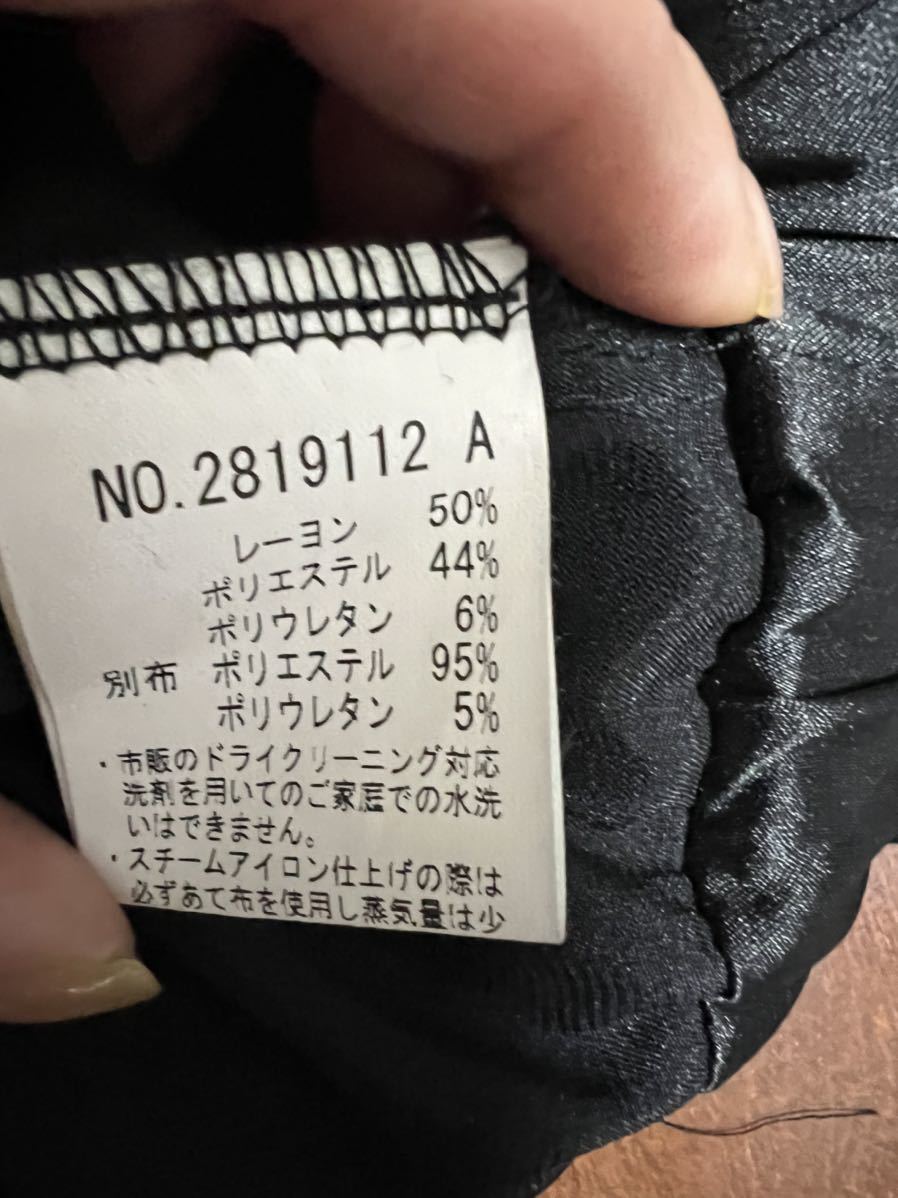 NO.2819112 A
レーヨン 50%
ポリエステル 44%
ポリウレタン 6%
別布 ポリエステル 95%
ポリウレタン 5%
・市販のドライクリーニング対応
洗剤を用いてのご家庭での水洗
いはできません。
・スチームアイロン仕上げの際は
必ずあて布を使用し蒸気量は少